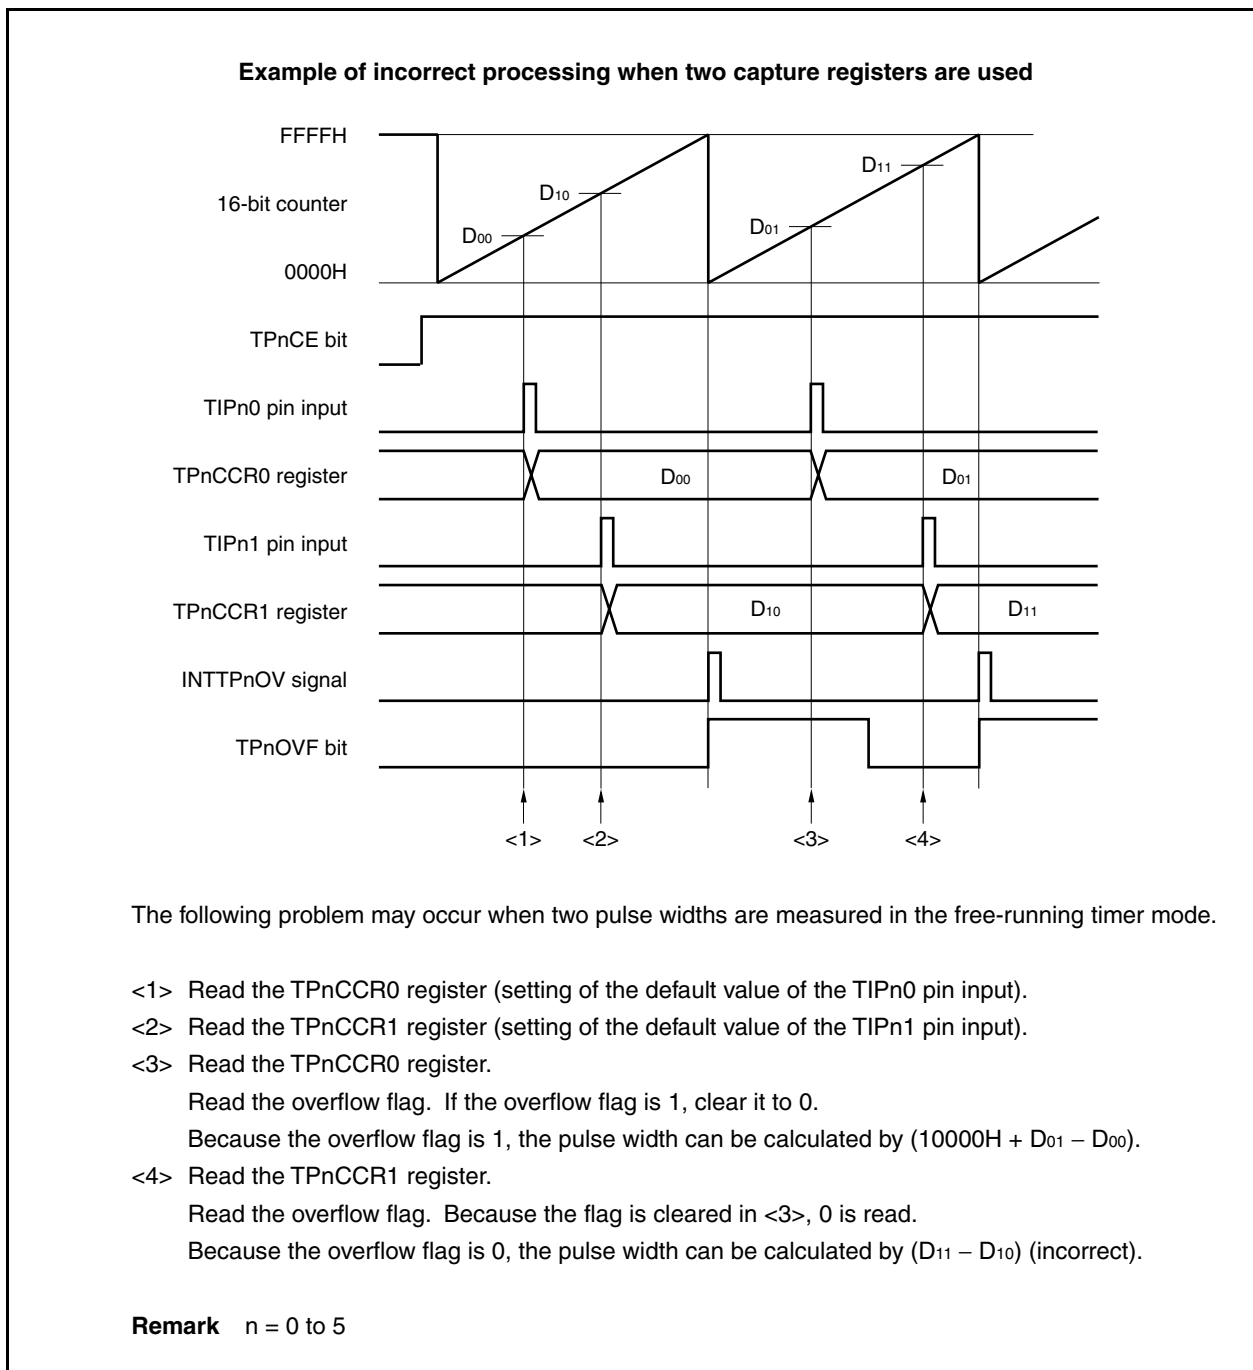 Example of incorrect processing when two capture registers are used
FFFFH
D11
D10
16-bit counter
D01
D00
0000H
TPnCE bit
TIPn0 pin input
TPnCCR0 register
D00
D01
TIPn1 pin input
TPnCCR1 register
D10
D11
INTTPnOV signal
TPnOVF bit
<1> <2> <3> <4>
The following problem may occur when two pulse widths are measured in the free-running timer mode.
<1> Read the TPnCCR0 register (setting of the default value of the TIPn0 pin input).
<2> Read the TPnCCR1 register (setting of the default value of the TIPn1 pin input).
<3> Read the TPnCCR0 register.
Read the overflow flag. If the overflow flag is 1, clear it to 0.
Because the overflow flag is 1, the pulse width can be calculated by (10000H + D01 − D00).
<4> Read the TPnCCR1 register.
Read the overflow flag. Because the flag is cleared in <3>, 0 is read.
Because the overflow flag is 0, the pulse width can be calculated by (D11 − D10) (incorrect).
Remark n = 0 to 5